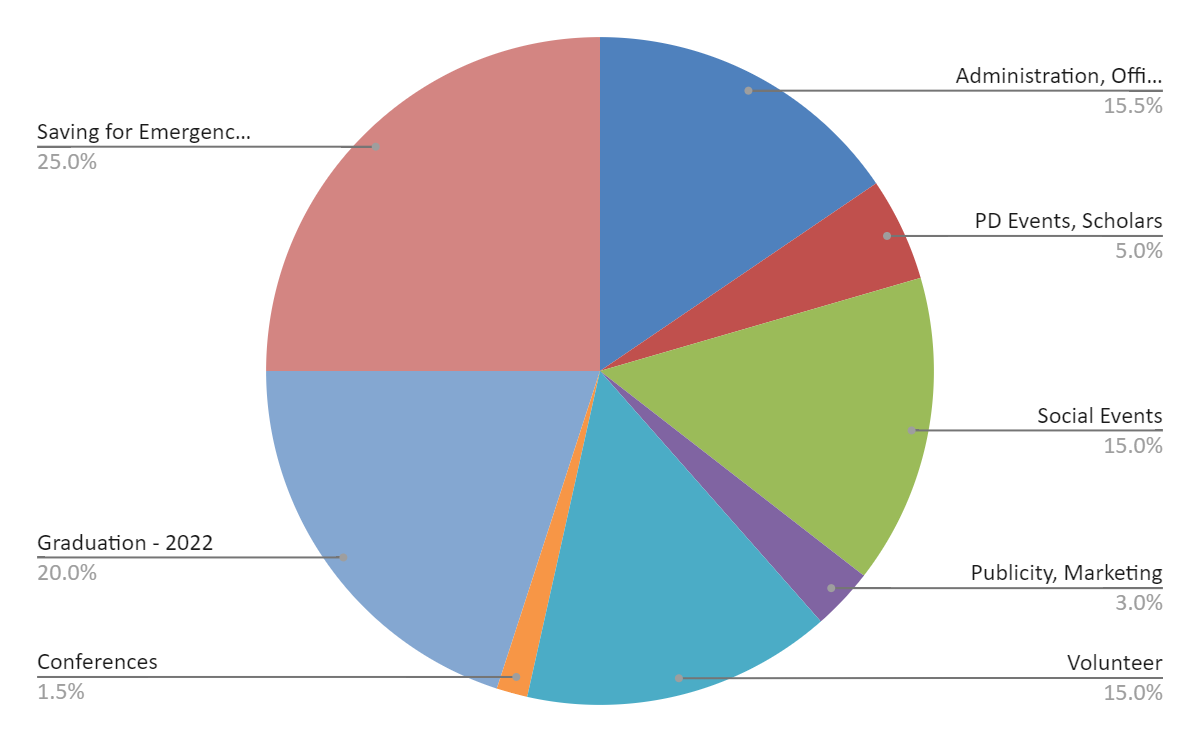 Administration, Offi...
15.5%
PD Events, Scholars
5.0%
Social Events
15.0%
Publicity, Marketing
3.0%
Volunteer
15.0%
Conferences
1.5%
Graduation - 2022
20.0%
Saving for Emergenc...
25.0%